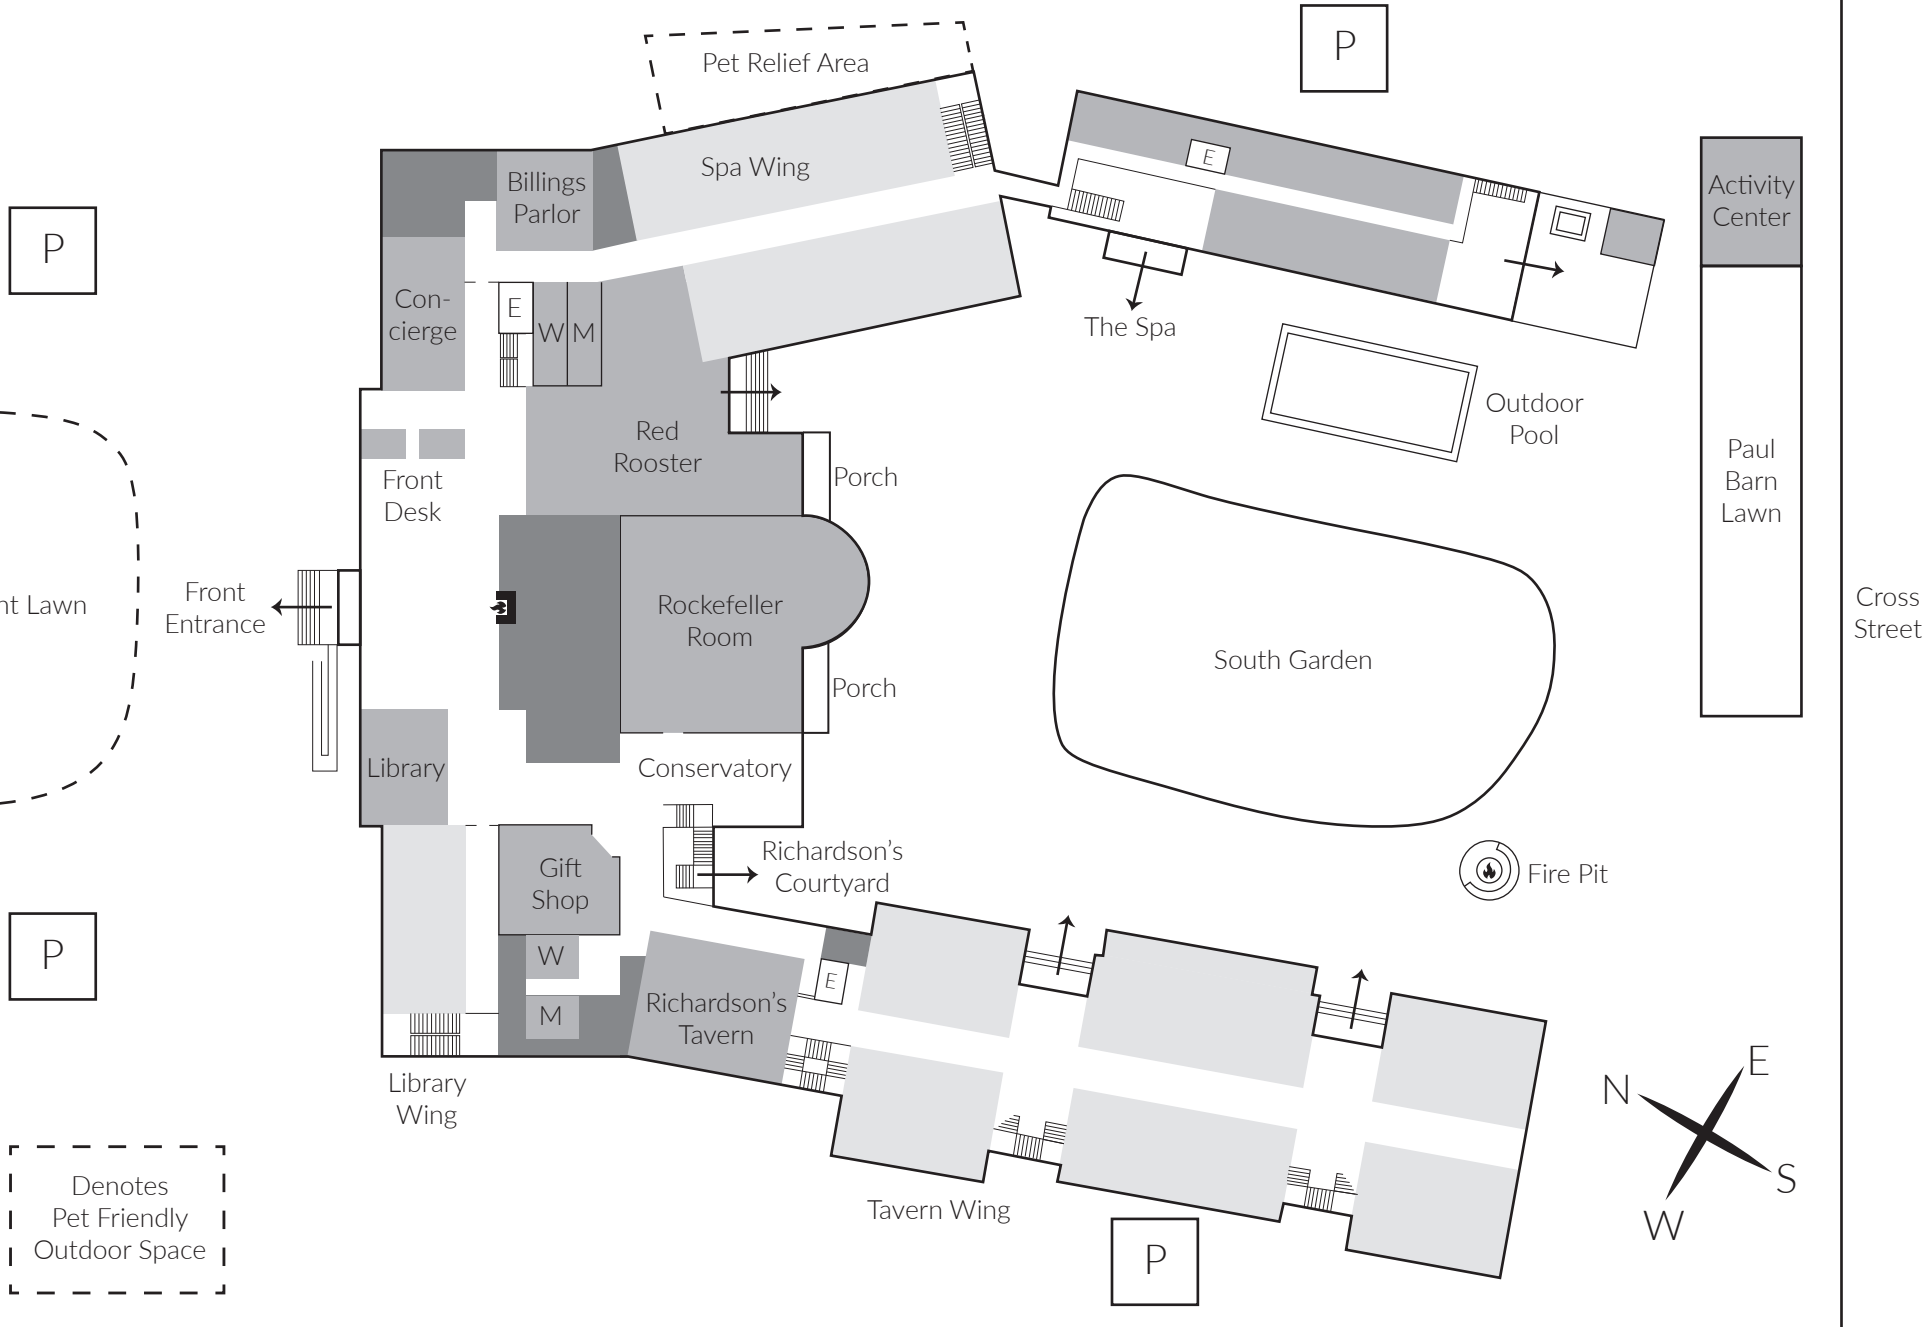 Pet Relief Area
P
Spa Wing
E
Billings
Parlor
Activity
Center
P
Con-
cierge
E
W
M
The Spa
Red
Rooster
Outdoor
Pool
Porch
Front
Desk
Paul
Barn
Lawn
nt Lawn
Front
Entrance
Rockefeller
Room
Cross
Street
South Garden
Porch
Library
Conservatory
Gift
Shop
Richardson's
Courtyard
Fire Pit
P
W
E
M
Richardson's
Tavern
Library
Wing
N
E
S
W
Denotes
Pet Friendly
Outdoor Space
Tavern Wing
P